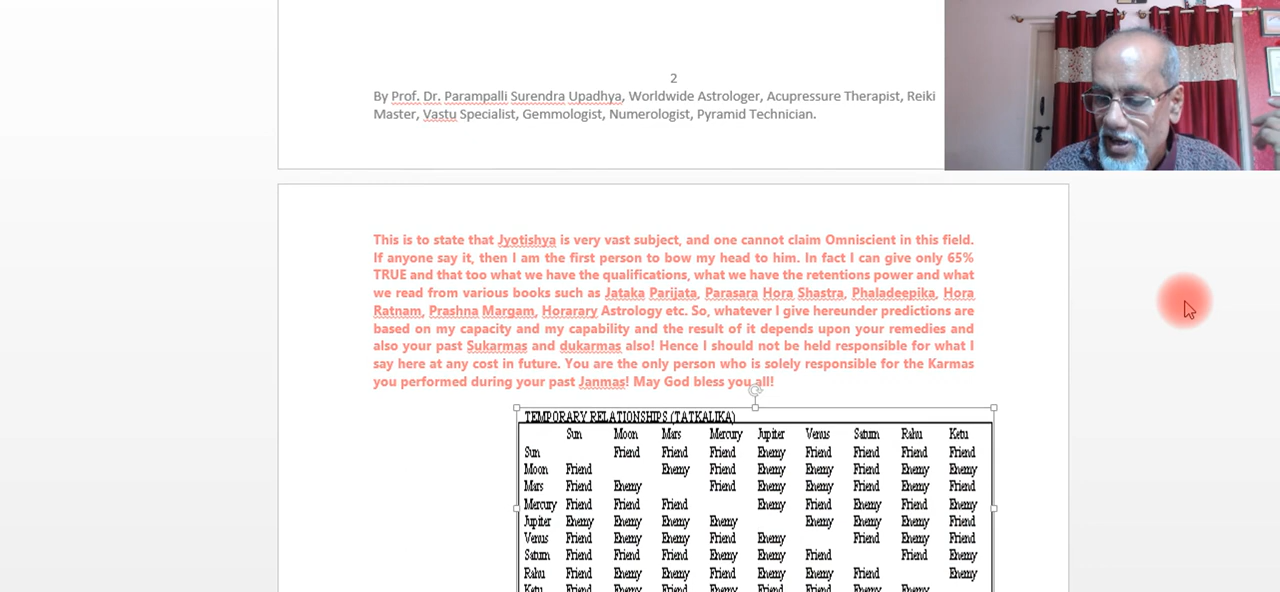 2
By Prof. Dr. Parampalli Surendra Upadhya, Worldwide Astrologer, Acupressure Therapist, Reiki
Master, Vastu Specialist, Gemmologist, Numerologist, Pyramid Technician.
This is to state that Jyotishya is very vast subject, and one cannot claim Omniscient in this field.
If anyone say it, then I am the first person to bow my head to him. In fact I can give only 65%
TRUE and that too what we have the qualifications, what we have the retentions power and what
we read from various books such as Jataka Parijata, Parasara Hora Shastra, Phaladeepika, Hora
Ratnam, Prashna Margam, Horarary Astrology etc. So, whatever I give hereunder predictions are
based on my capacity and my capability and the result of it depends upon your remedies and
also your past Sukarmas and dukarmas also! Hence I should not be held responsible for what I
say here at any cost in future. You are the only person who is solely responsible for the Karmas
you performed during your past Janmas! May God bless you all!
TEMPORARY RELATIONSHIPS (TATKALIKA)
Sun Moon Mars Mercury Jupiter Venus Saturn Rahu Ketu
Sun Friend Friend Friend Enemy Friend Friend Friend Friend
Moon Friend Enemy Friend Enemy Enemy Friend Enemy Enemy
Mars Friend Enemy Friend Enemy Enemy Friend Enemy Friend
Mercury Friend Friend Friend Enemy Friend Enemy Friend Enemy
Jupiter Enemy Enemy Enemy Enemy Enemy Enemy Enemy Friend
Venus Friend Enemy Enemy Friend Enemy Friend Enemy Friend
Saturn Friend Friend Friend Enemy Enemy Friend Friend Enemy
Rahu Friend Enemy Enemy Friend Enemy Enemy Friend Enemy
Ketu Friend Enemy Friend Enemy Friend Friend Enemy Enemy